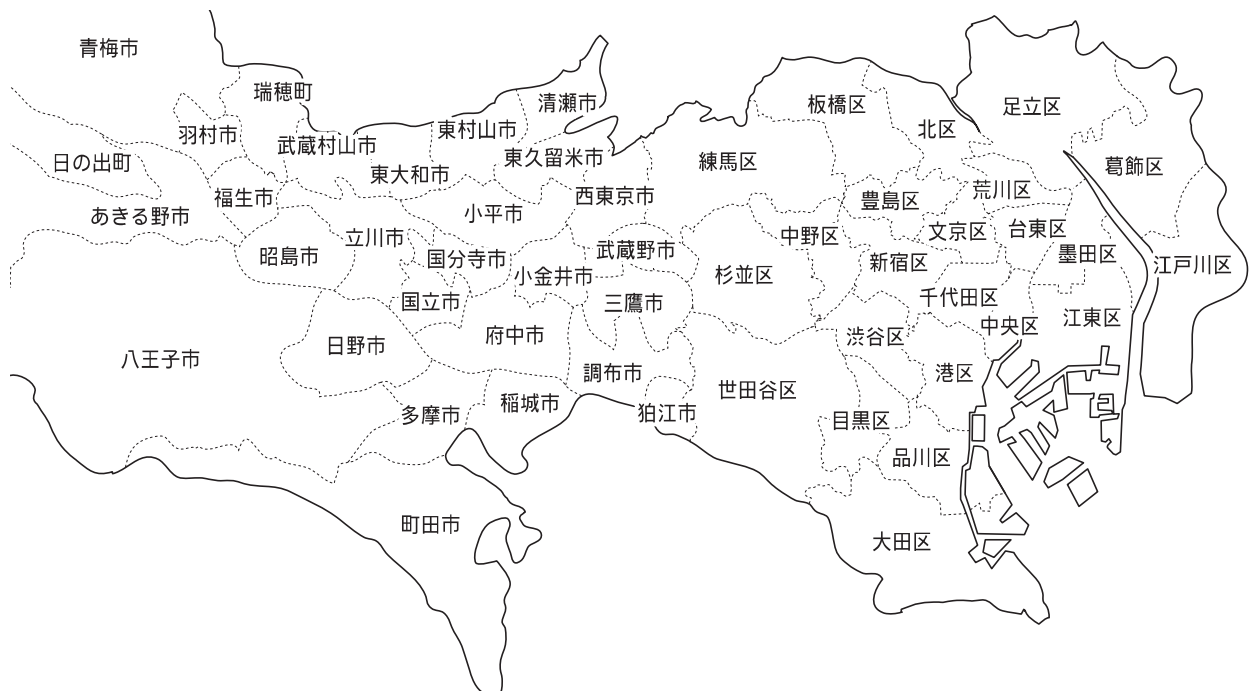 青梅市
瑞穂町
清瀬市
板橋区
足立区
羽村市
武蔵村山市
東村山市
北区
日の出町
東大和市
東久留米市
練馬区
葛飾区
福生市
西東京市
豊島区
荒川区
あきる野市
小平市
立川市
武蔵野市
中野区
文京区
台東区
昭島市
国分寺市
小金井市
杉並区
新宿区
墨田区
江戸川区
国立市
三鷹市
千代田区
八王子市
日野市
府中市
渋谷区
中央区
江東区
調布市
世田谷区
港区
多摩市
稲城市
狛江市
目黒区
品川区
町田市
大田区